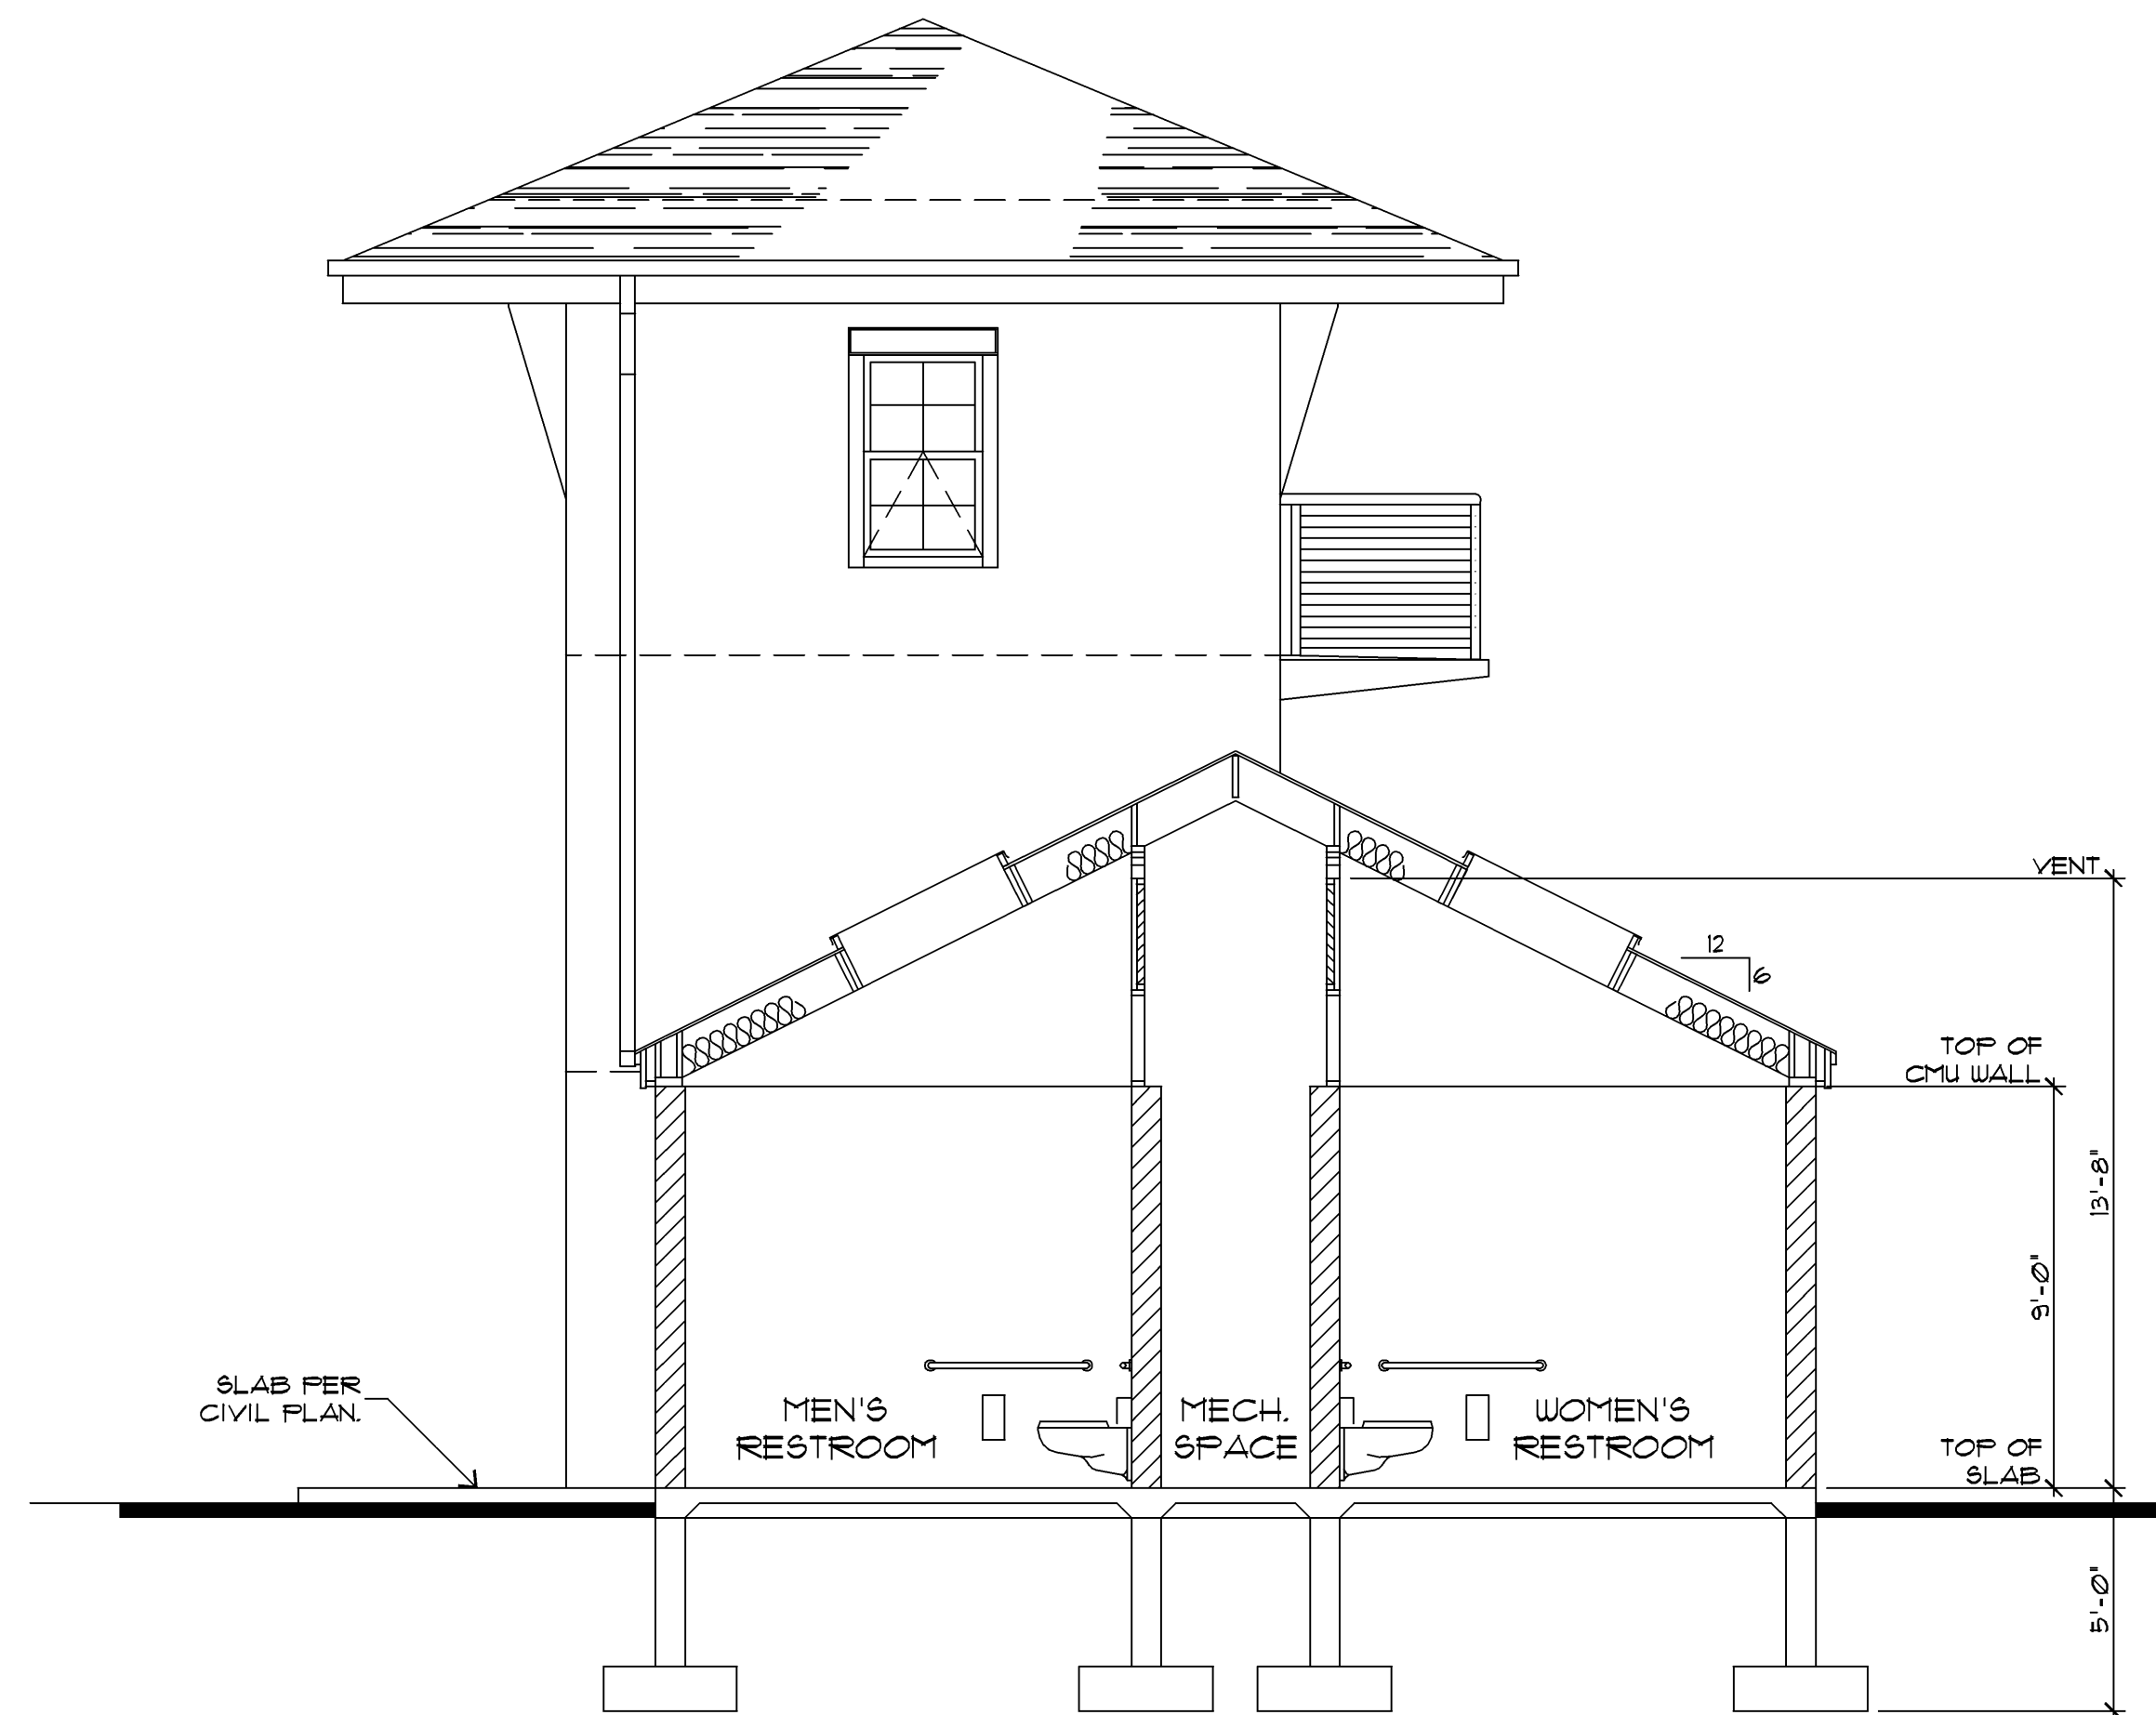 VENT
12
6
TOP OF
CMU WALL
13'-8"
9'-0"
SLAB PER
CIVIL PLAN.
MEN'S
RESTROOM
MECH.
SPACE
WOMEN'S
RESTROOM
TOP OF
SLAB
5'-0"